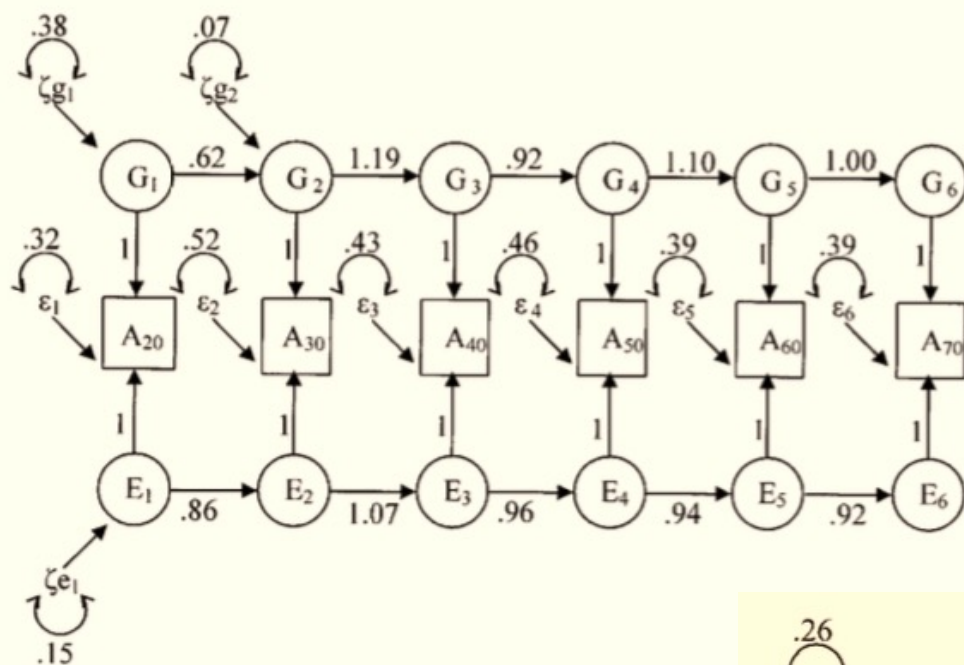 .38 .07
ζg₁ ζg₂
G₁ .62 G₂ 1.19 G₃ .92 G₄ 1.10 G₅ 1.00 G₆
.32 1 .52 1 .43 1 .46 1 .39 1 .39 1
ε₁ ε₂ ε₃ ε₄ ε₅ ε₆
A₂₀ A₃₀ A₄₀ A₅₀ A₆₀ A₇₀
1 1 1 1 1 1
E₁ E₂ E₃ E₄ E₅ E₆
.86 1.07 .96 .94 .92
ζe₁
.15
.26